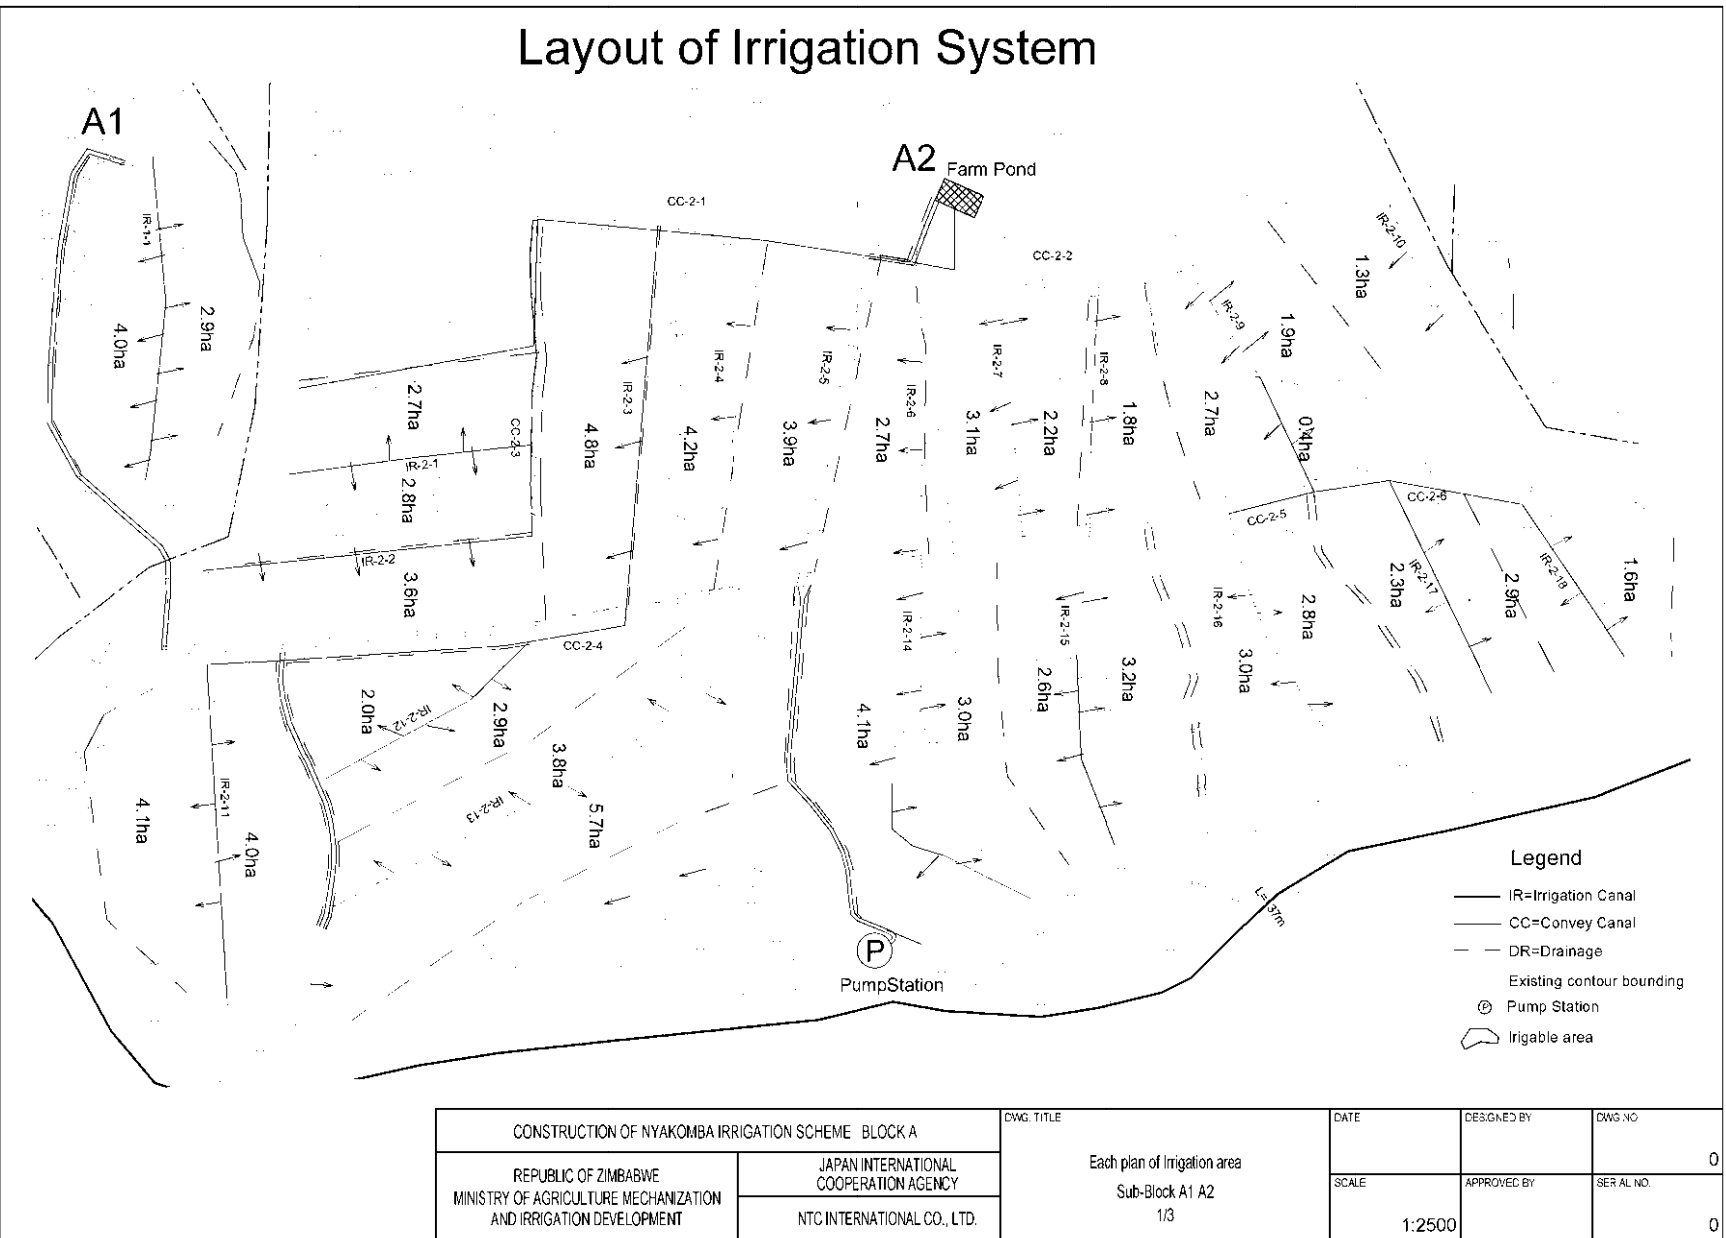 Layout of Irrigation System
A1
A2
Farm Pond
CC-2-1
CC-2-2
IR-1-1
IR-2-10
1.3ha
2.9ha
4.0ha
IR-2-9
1.9ha
IR-2-3
IR-2-4
IR-2-5
IR-2-6
IR-2-7
IR-2-8
2.7ha
CC-2-3
4.8ha
4.2ha
3.9ha
2.7ha
3.1ha
2.2ha
1.8ha
2.7ha
0.4ha
IR-2-1
2.8ha
CC-2-5
CC-2-6
IR-2-2
3.6ha
IR-2-14
IR-2-15
IR-2-16
2.8ha
2.3ha
IR-2-17
2.9ha
IR-2-18
1.6ha
CC-2-4
2.0ha
IR-2-12
2.9ha
3.8ha
4.1ha
3.0ha
2.6ha
3.2ha
3.0ha
4.1ha
IR-2-11
4.0ha
IR-2-13
5.7ha
P
PumpStation
Legend
IR=Irrigation Canal
CC=Convey Canal
DR=Drainage
Existing contour bounding
P Pump Station
Irigable area
CONSTRUCTION OF NYAKOMBA IRRIGATION SCHEME BLOCK A
REPUBLIC OF ZIMBABWE
MINISTRY OF AGRICULTURE MECHANIZATION
AND IRRIGATION DEVELOPMENT
JAPAN INTERNATIONAL
COOPERATION AGENCY
NTC INTERNATIONAL CO., LTD.
DWG. TITLE
Each plan of Irrigation area
Sub-Block A1 A2
1/3
DATE
DESIGNED BY
DWG NO
0
SCALE
1:2500
APPROVED BY
SERIAL NO.
0